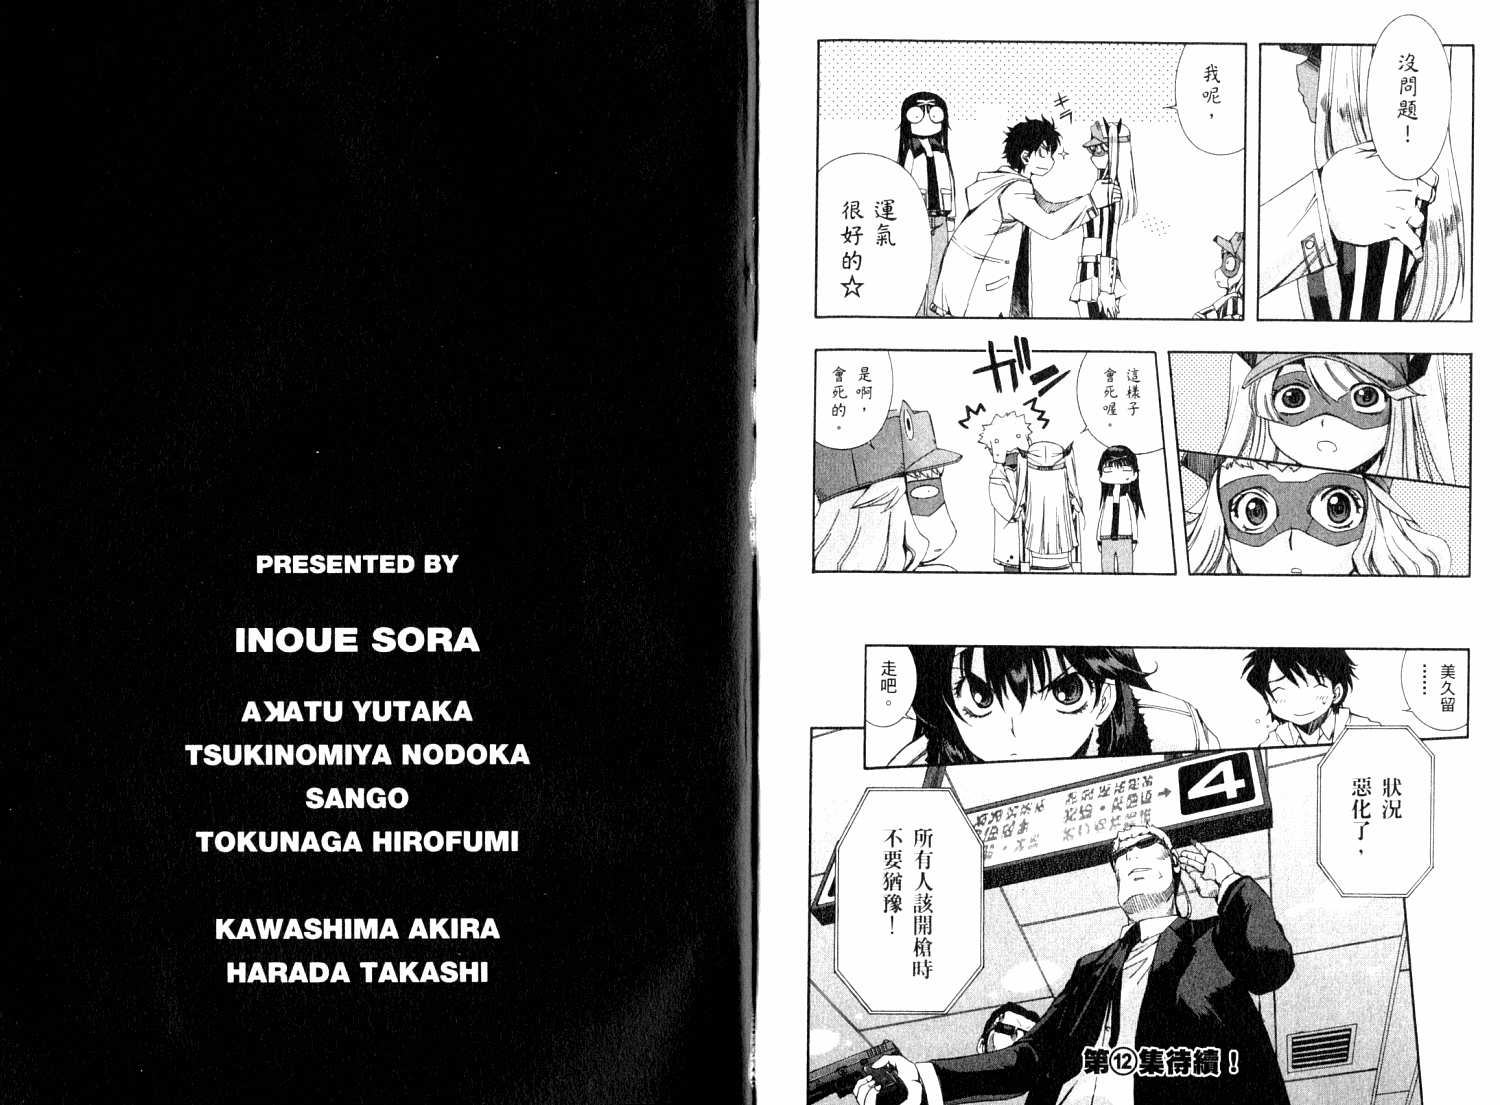 沒問題！
我呢，
キラ
運氣
很好的☆
這樣子
會死喔。
ガーン
是啊，
會死的。
美久留
……
走吧。
狀況
惡化了，
4
所有人該開槍時
不要猶豫！
第⑫集待續！
PRESENTED BY
INOUE SORA
AKATU YUTAKA
TSUKINOMIYA NODOKA
SANGO
TOKUNAGA HIROFUMI
KAWASHIMA AKIRA
HARADA TAKASHI